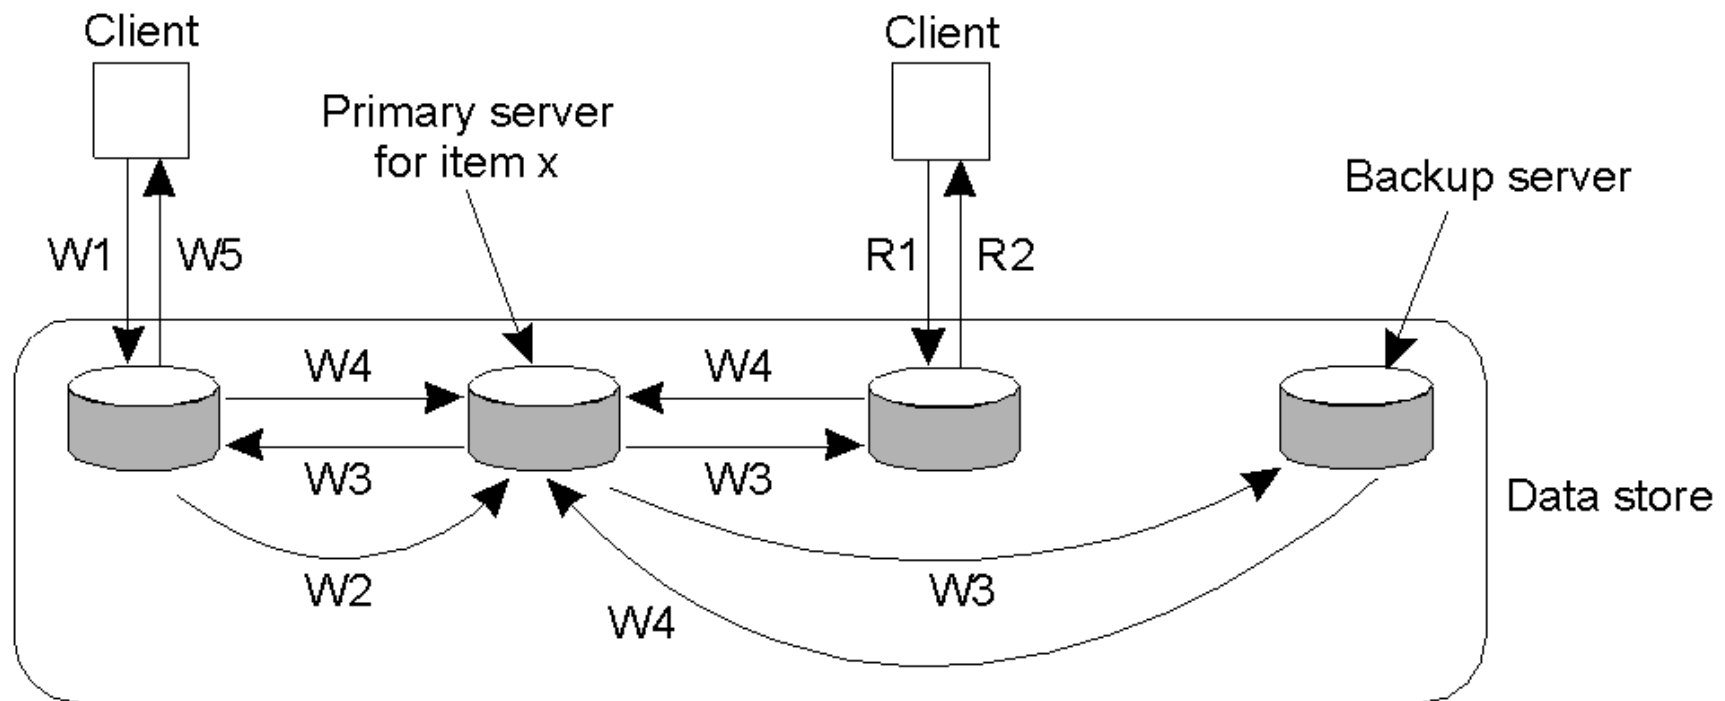 Client
Client
Primary server
for item x
Backup server
W1
W5
R1
R2
W4
W4
W3
W3
Data store
W2
W3
W4